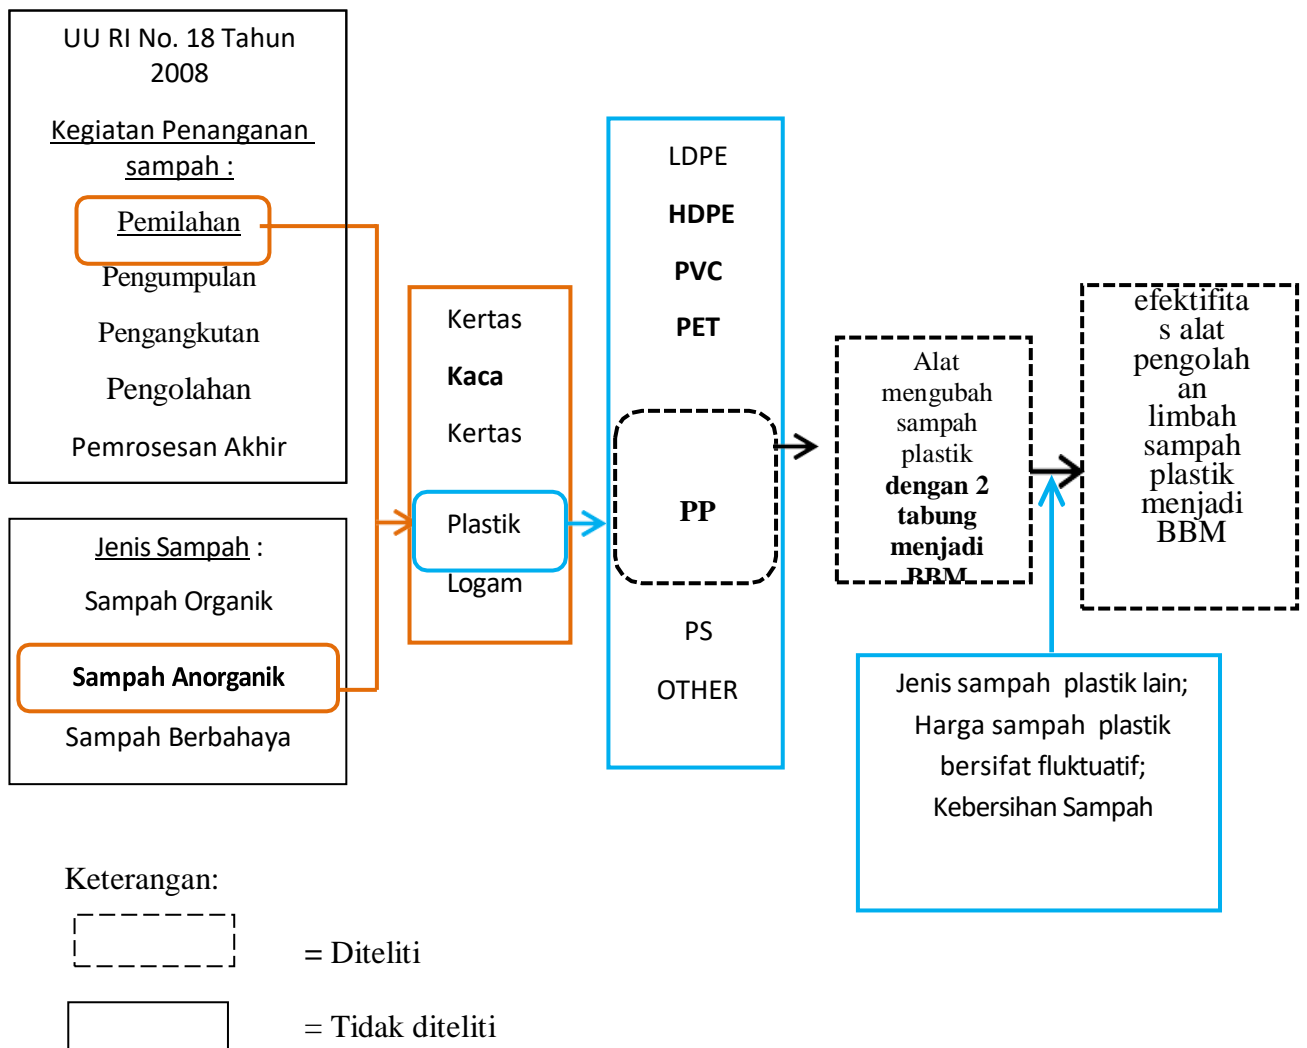 UU RI No. 18 Tahun
2008
Kegiatan Penanganan
sampah :
Pemilahan
Pengumpulan
Pengangkutan
Pengolahan
Pemrosesan Akhir
Jenis Sampah :
Sampah Organik
Sampah Anorganik
Sampah Berbahaya
Kertas
Kaca
Kertas
Plastik
Logam
LDPE
HDPE
PVC
PET
PP
PS
OTHER
Alat
mengubah
sampah
plastik
dengan 2
tabung
menjadi
BBM
efektifita
s alat
pengolah
an
limbah
sampah
plastik
menjadi
BBM
Jenis sampah plastik lain;
Harga sampah plastik
bersifat fluktuatif;
Kebersihan Sampah
Keterangan:
= Diteliti
= Tidak diteliti